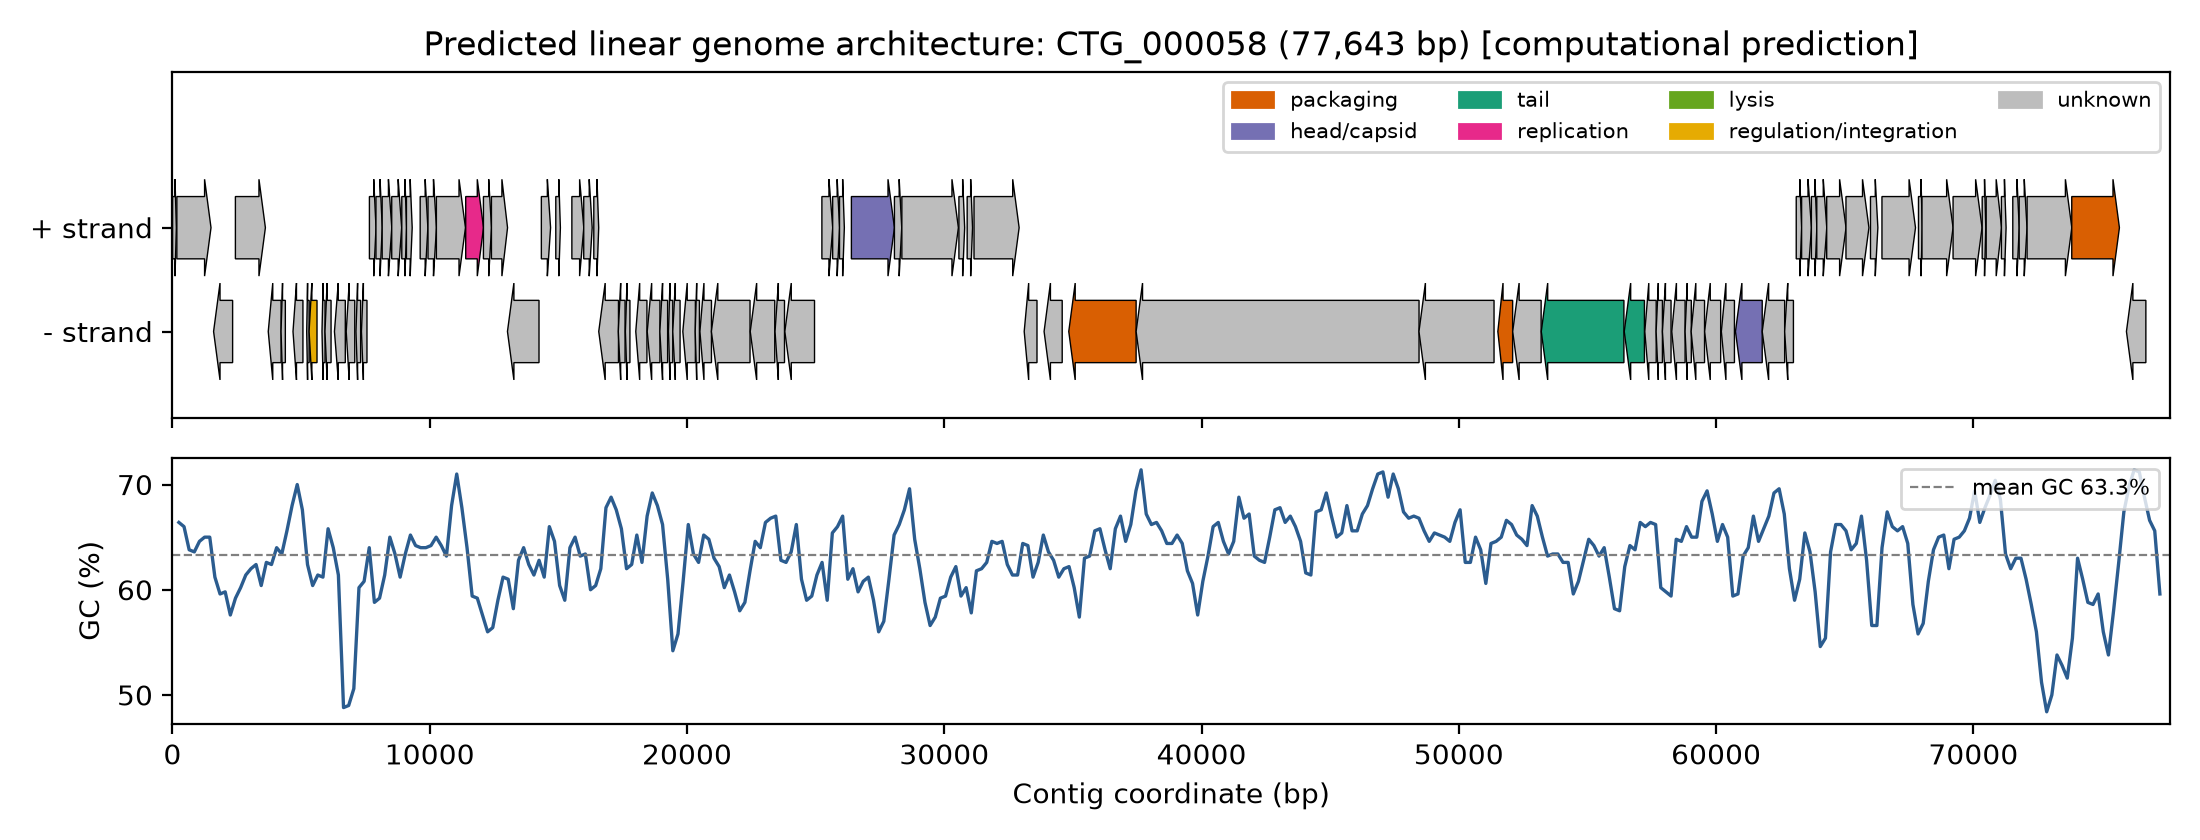 Predicted linear genome architecture: CTG_000058 (77,643 bp) [computational prediction]
packaging
head/capsid
tail
replication
lysis
regulation/integration
unknown
+ strand
- strand
70
60
50
GC (%)
mean GC 63.3%
0 10000 20000 30000 40000 50000 60000 70000
Contig coordinate (bp)